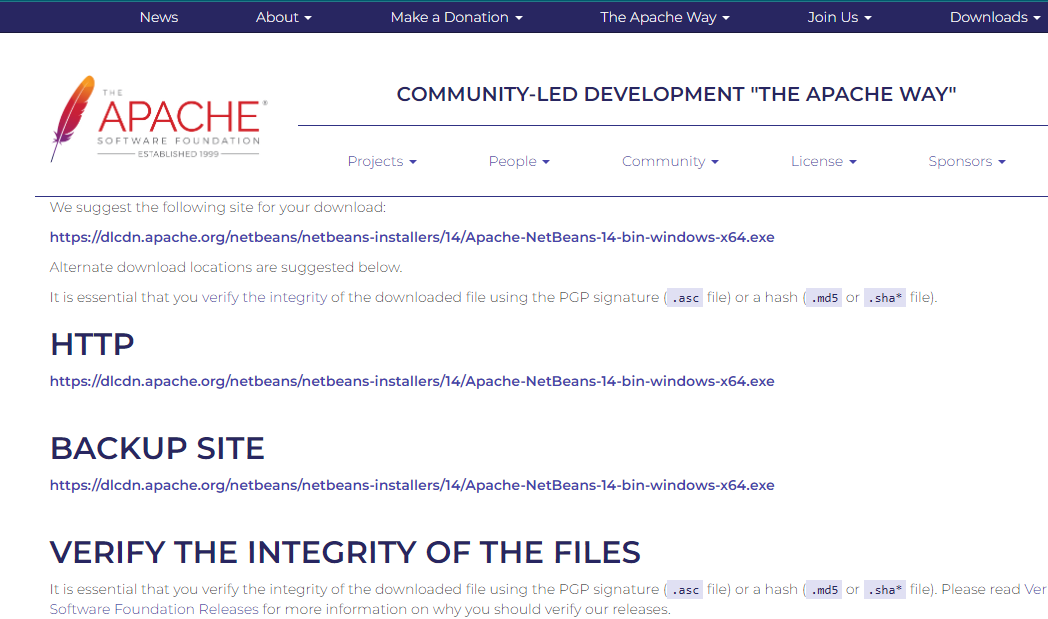 News About Make a Donation The Apache Way Join Us Downloads
THE
APACHE®
SOFTWARE FOUNDATION
ESTABLISHED 1999
COMMUNITY-LED DEVELOPMENT "THE APACHE WAY"
Projects People Community License Sponsors
We suggest the following site for your download:
https://dlcdn.apache.org/netbeans/netbeans-installers/14/Apache-NetBeans-14-bin-windows-x64.exe
Alternate download locations are suggested below.
It is essential that you verify the integrity of the downloaded file using the PGP signature (.asc file) or a hash (.md5 or .sha* file).
HTTP
https://dlcdn.apache.org/netbeans/netbeans-installers/14/Apache-NetBeans-14-bin-windows-x64.exe
BACKUP SITE
https://dlcdn.apache.org/netbeans/netbeans-installers/14/Apache-NetBeans-14-bin-windows-x64.exe
VERIFY THE INTEGRITY OF THE FILES
It is essential that you verify the integrity of the downloaded file using the PGP signature (.asc file) or a hash (.md5 or .sha* file). Please read Ver
Software Foundation Releases for more information on why you should verify our releases.